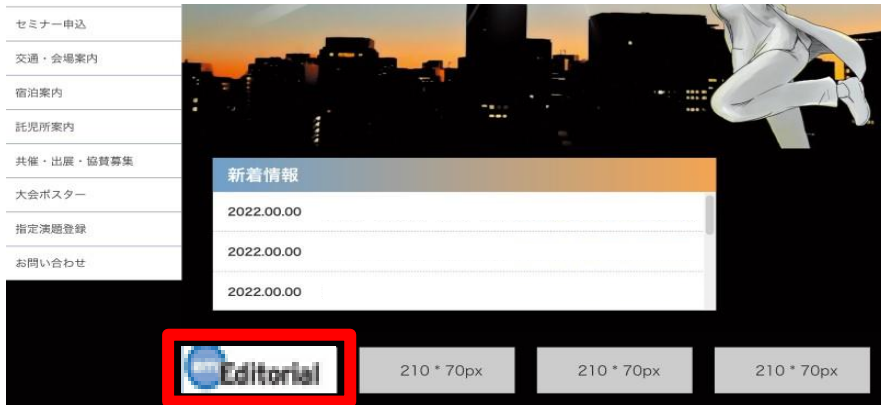 セミナー申込
交通・会場案内
宿泊案内
託児所案内
共催・出展・協賛募集
大会ポスター
指定演題登録
お問い合わせ
新着情報
2022.00.00
2022.00.00
2022.00.00
Editorial
210 * 70px
210 * 70px
210 * 70px